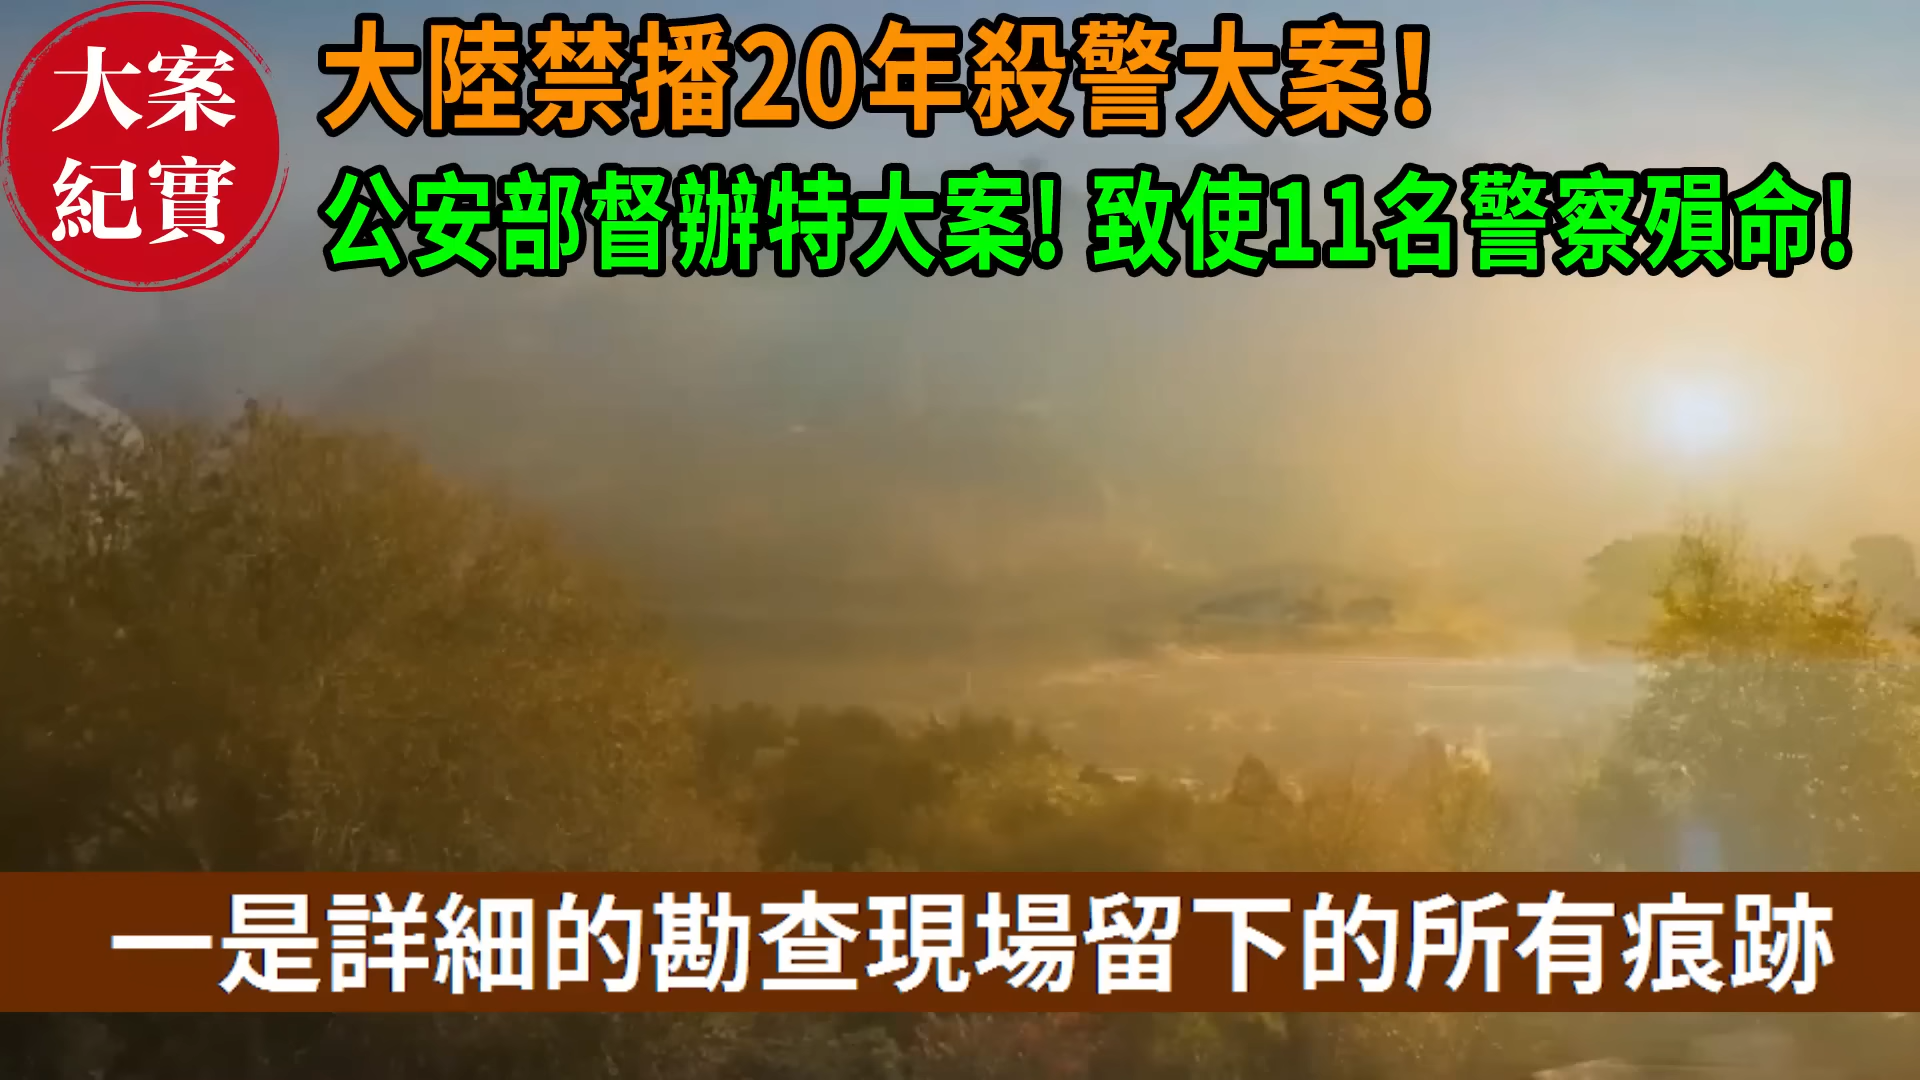 大案
紀實
大陸禁播20年殺警大案!
公安部督辦特大案! 致使11名警察殞命!
一是詳細的勘查現場留下的所有痕跡